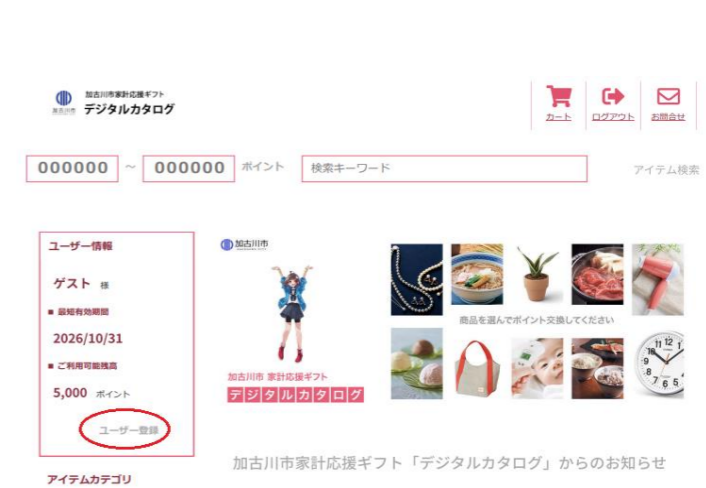 加古川市家計応援ギフト
加古川市 デジタルカタログ
カート ログアウト お問合せ
000000 ～ 000000 ポイント 検索キーワード アイテム検索
ユーザー情報
ゲスト 様
■ 最短有効期間
2026/10/31
■ ご利用可能残高
5,000 ポイント
ユーザー登録
アイテムカテゴリ
加古川市
商品を選んでポイント交換してください
加古川市 家計応援ギフト
デジタルカタログ
加古川市家計応援ギフト「デジタルカタログ」からのお知らせ